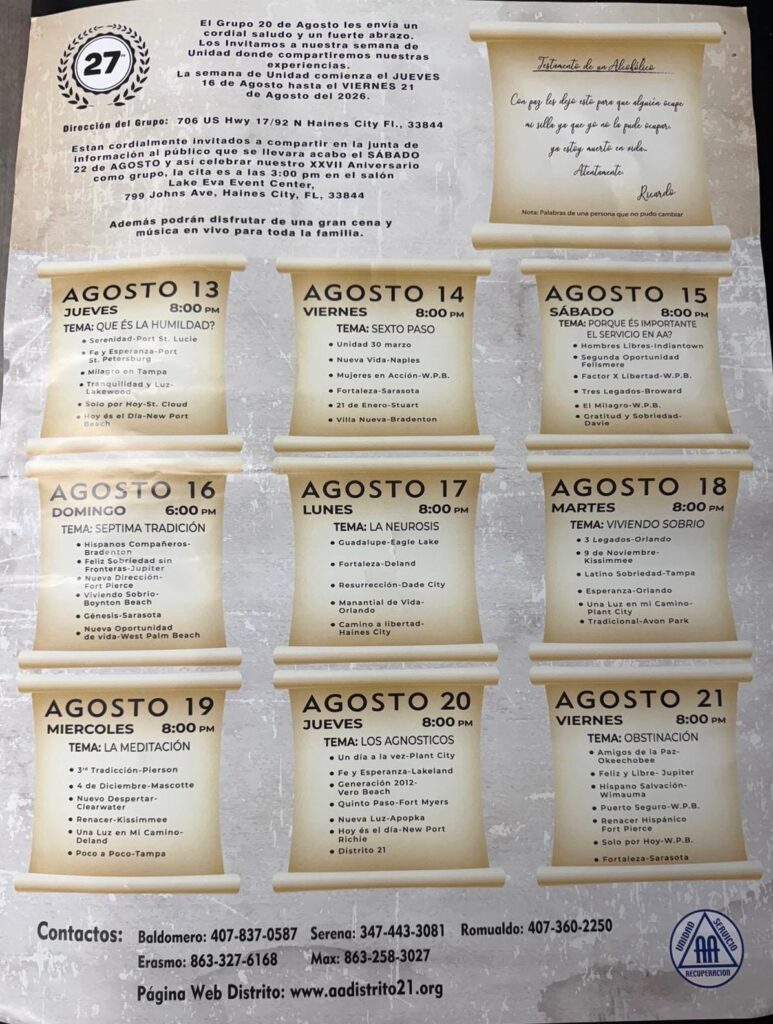 27
El Grupo 20 de Agosto les envía un
cordial saludo y un fuerte abrazo.
Los Invitamos a nuestra semana de
Unidad donde compartiremos nuestras
experiencias.
La semana de Unidad comienza el JUEVES
16 de Agosto hasta el VIERNES 21
de Agosto del 2026.
Dirección del Grupo: 706 US Hwy 17/92 N Haines City Fl., 33844
Estan cordialmente invitados a compartir en la junta de
información al público que se llevara acabo el SÁBADO
22 de AGOSTO y así celebrar nuestro XXVII Aniversario
como grupo, la cita es a las 3:00 pm en el salón
Lake Eva Event Center,
799 Johns Ave, Haines City, FL, 33844
Además podrán disfrutar de una gran cena y
música en vivo para toda la familia.
Testamento de un Alcohólico
Con paz les dejo esto para que alguien ocupe
mi silla ya que yo no la pude ocupar,
ya estoy muerto en vida..
Atentamente:
Ricardo
Nota: Palabras de una persona que no pudo cambiar
AGOSTO 13
JUEVES 8:00 PM
TEMA: QUE ÉS LA HUMILDAD?
• Serenidad-Port St. Lucie
• Fe y Esperanza-Port
St. Petersburg
• Milagro en Tampa
• Tranquilidad y Luz-
Lakewood
• Solo por Hoy-St. Cloud
• Hoy és el Día-New Port
Beach
AGOSTO 14
VIERNES 8:00 PM
TEMA: SEXTO PASO
• Unidad 30 marzo
• Nueva Vida-Naples
• Mujeres en Acción-W.P.B.
• Fortaleza-Sarasota
• 21 de Enero-Stuart
• Villa Nueva-Bradenton
AGOSTO 15
SÁBADO 8:00 PM
TEMA: PORQUE ÉS IMPORTANTE
EL SERVICIO EN AA?
• Hombres Libres-Indiantown
• Segunda Oportunidad
Fellsmere
• Factor X Libertad-W.P.B.
• Tres Legados-Broward
• El Milagro-W.P.B.
• Gratitud y Sobriedad-
Davie
AGOSTO 16
DOMINGO 6:00 PM
TEMA: SEPTIMA TRADICIÓN
• Hispanos Compañeros-
Bradenton
• Feliz Sobriedad sin
Fronteras-Jupiter
• Nueva Dirección-
Fort Pierce
• Viviendo Sobrio-
Boynton Beach
• Génesis-Sarasota
• Nueva Oportunidad
de vida-West Palm Beach
AGOSTO 17
LUNES 8:00 PM
TEMA: LA NEUROSIS
• Guadalupe-Eagle Lake
• Fortaleza-Deland
• Resurrección-Dade City
• Manantial de Vida-
Orlando
• Camino a libertad-
Haines City
AGOSTO 18
MARTES 8:00 PM
TEMA: VIVIENDO SOBRIO
• 3 Legados-Orlando
• 9 de Noviembre-
Kissimmee
• Latino Sobriedad-Tampa
• Esperanza-Orlando
• Una Luz en mi Camino-
Plant City
• Tradicional-Avon Park
AGOSTO 19
MIERCOLES 8:00 PM
TEMA: LA MEDITACIÓN
• 3rd Tradicción-Pierson
• 4 de Diciembre-Mascotte
• Nuevo Despertar-
Clearwater
• Renacer-Kissimmee
• Una Luz en Mi Camino-
Deland
• Poco a Poco-Tampa
AGOSTO 20
JUEVES 8:00 PM
TEMA: LOS AGNOSTICOS
• Un día a la vez-Plant City
• Fe y Esperanza-Lakeland
• Generación 2012-
Vero Beach
• Quinto Paso-Fort Myers
• Nueva Luz-Apopka
• Hoy és el día-New Port
Richie
• Distrito 21
AGOSTO 21
VIERNES 8:00 PM
TEMA: OBSTINACIÓN
• Amigos de la Paz-
Okeechobee
• Feliz y Libre- Jupiter
• Hispano Salvación-
Wimauma
• Puerto Seguro-W.P.B.
• Renacer Hispánico
Fort Pierce
• Solo por Hoy-W.P.B.
• Fortaleza-Sarasota
Contactos: Baldomero: 407-837-0587 Serena: 347-443-3081 Romualdo: 407-360-2250
Erasmo: 863-327-6168 Max: 863-258-3027
Página Web Distrito: www.aadistrito21.org
UNIDAD SERVICIO
AA
RECUPERACION